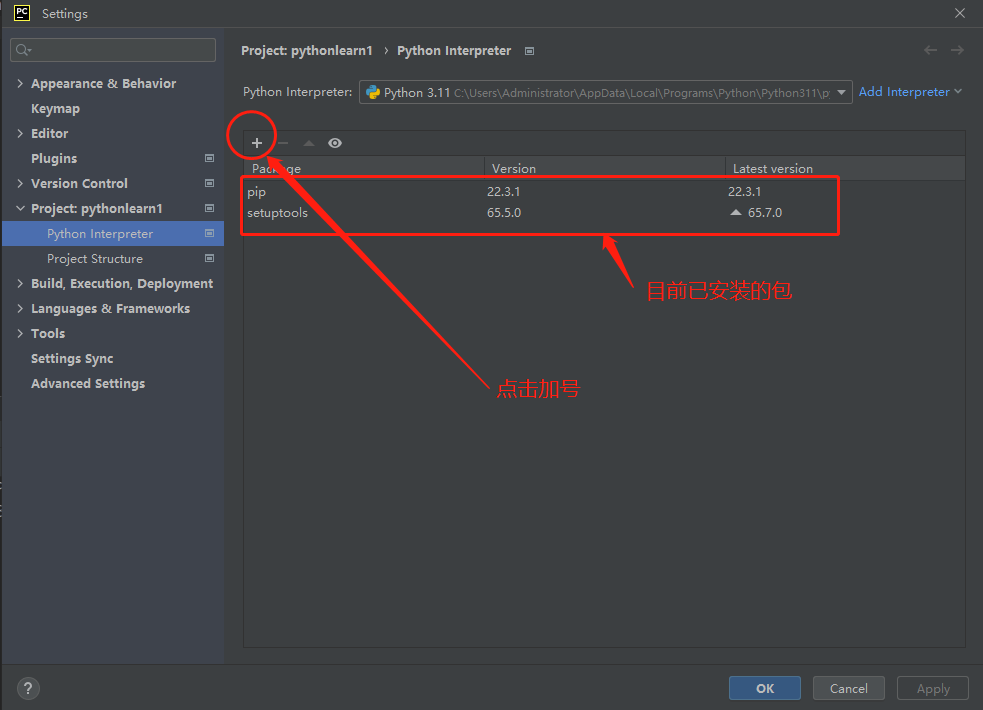 PC Settings
Project: pythonlearn1 › Python Interpreter
Python Interpreter: Python 3.11 C:\Users\Administrator\AppData\Local\Programs\Python\Python311\p
Add Interpreter
Appearance & Behavior
Keymap
Editor
Plugins
Version Control
Project: pythonlearn1
Python Interpreter
Project Structure
Build, Execution, Deployment
Languages & Frameworks
Tools
Settings Sync
Advanced Settings
Package Version Latest version
pip 22.3.1 22.3.1
setuptools 65.5.0 65.7.0
目前已安装的包
点击加号
?
OK Cancel Apply